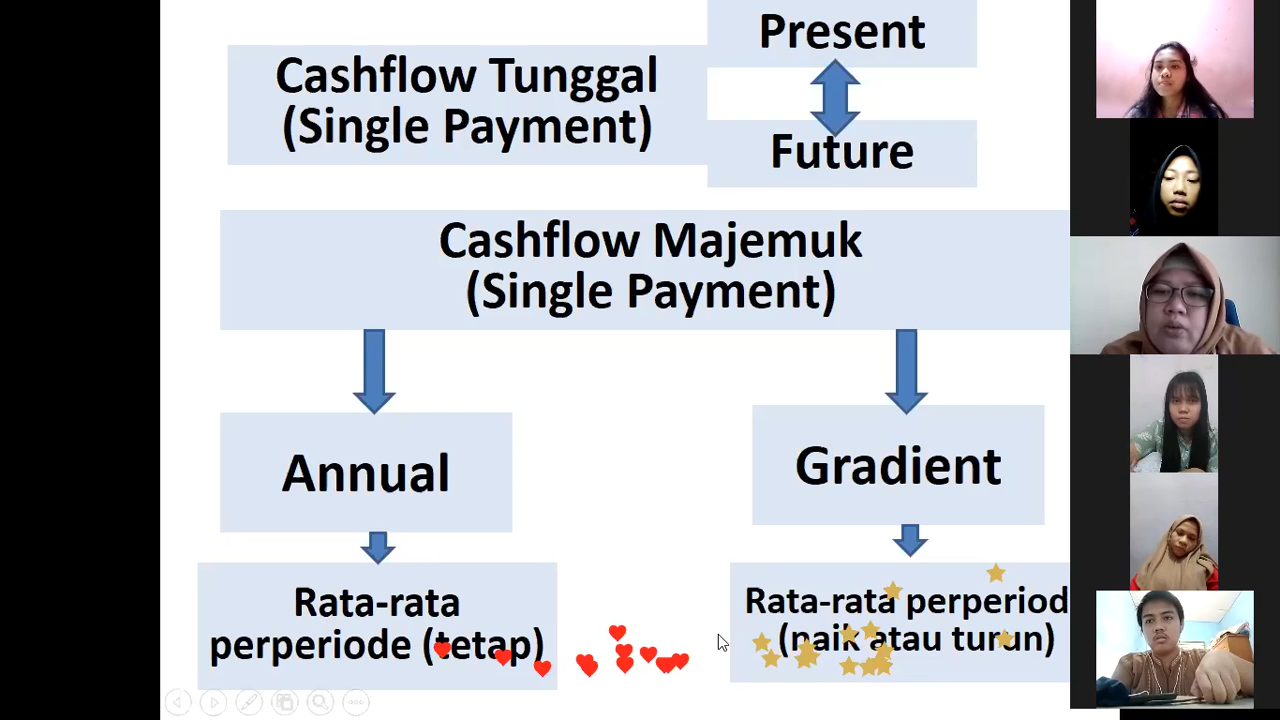 Cashflow Tunggal
(Single Payment)
Present
Future
Cashflow Majemuk
(Single Payment)
Annual
Gradient
Rata-rata
perperiode (tetap)
Rata-rata perperiod
(naik atau turun)